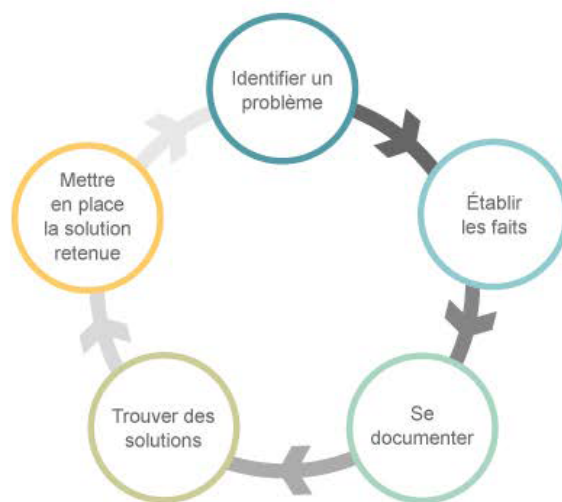 Identifier un
problème
Établir
les faits
Se
documenter
Trouver des
solutions
Mettre
en place
la solution
retenue